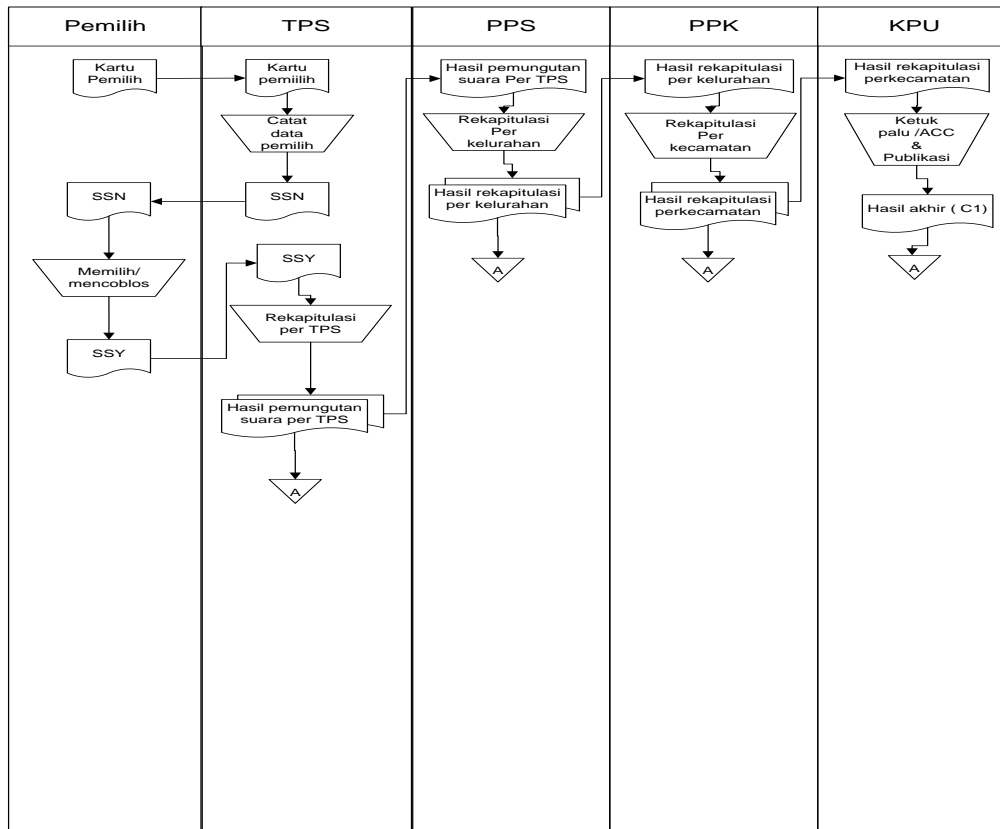 Pemilih
TPS
PPS
PPK
KPU
Kartu
Pemilih
Kartu
pemiilih
Catat
data
pemilih
SSN
SSN
Memilih/
mencoblos
SSY
SSY
Rekapitulasi
per TPS
Hasil pemungutan
suara per TPS
A
Hasil pemungutan
suara Per TPS
Rekapitulasi
Per
kelurahan
Hasil rekapitulasi
per kelurahan
A
Hasil rekapitulasi
per kelurahan
Rekapitulasi
Per
kecamatan
Hasil rekapitulasi
perkecamatan
A
Hasil rekapitulasi
perkecamatan
Ketuk
palu /ACC
&
Publikasi
Hasil akhir ( C1)
A